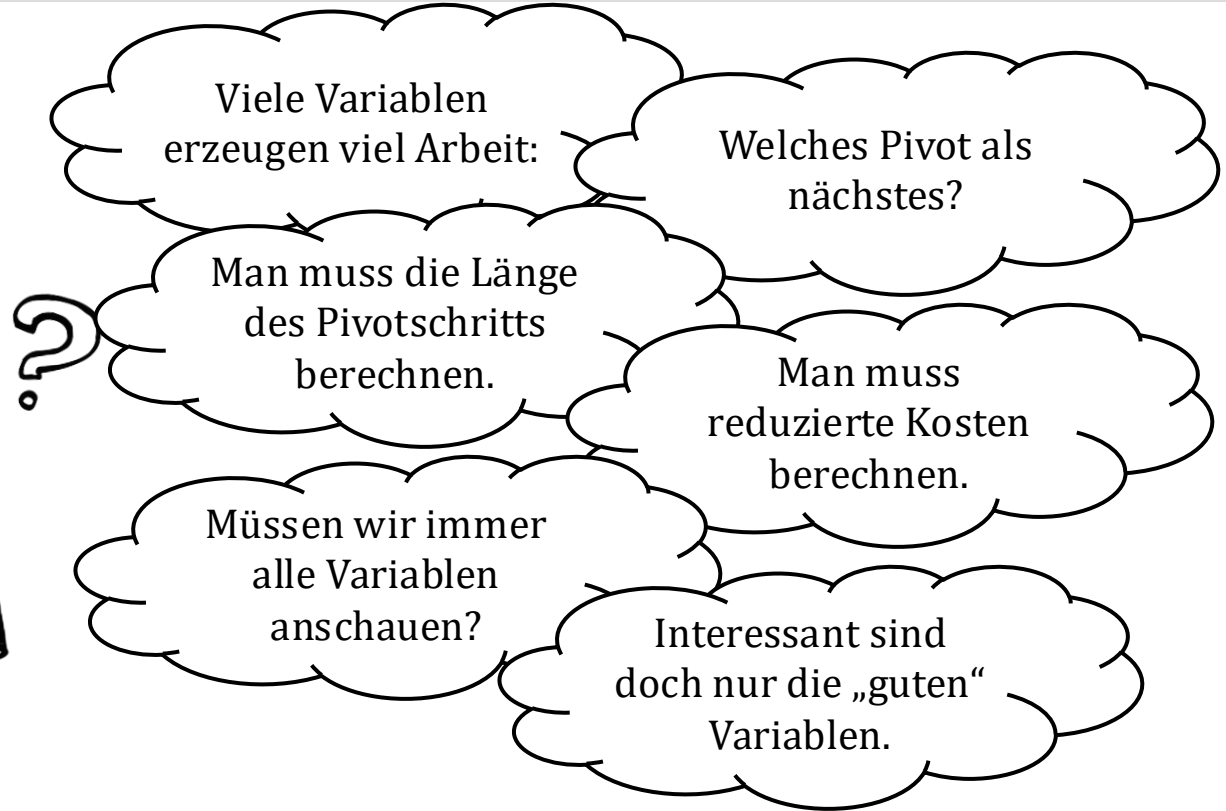 Viele Variablen
erzeugen viel Arbeit:
Welches Pivot als
nächstes?
Man muss die Länge
des Pivotschritts
berechnen.
Man muss
reduzierte Kosten
berechnen.
Müssen wir immer
alle Variablen
anschauen?
Interessant sind
doch nur die „guten“
Variablen.
?